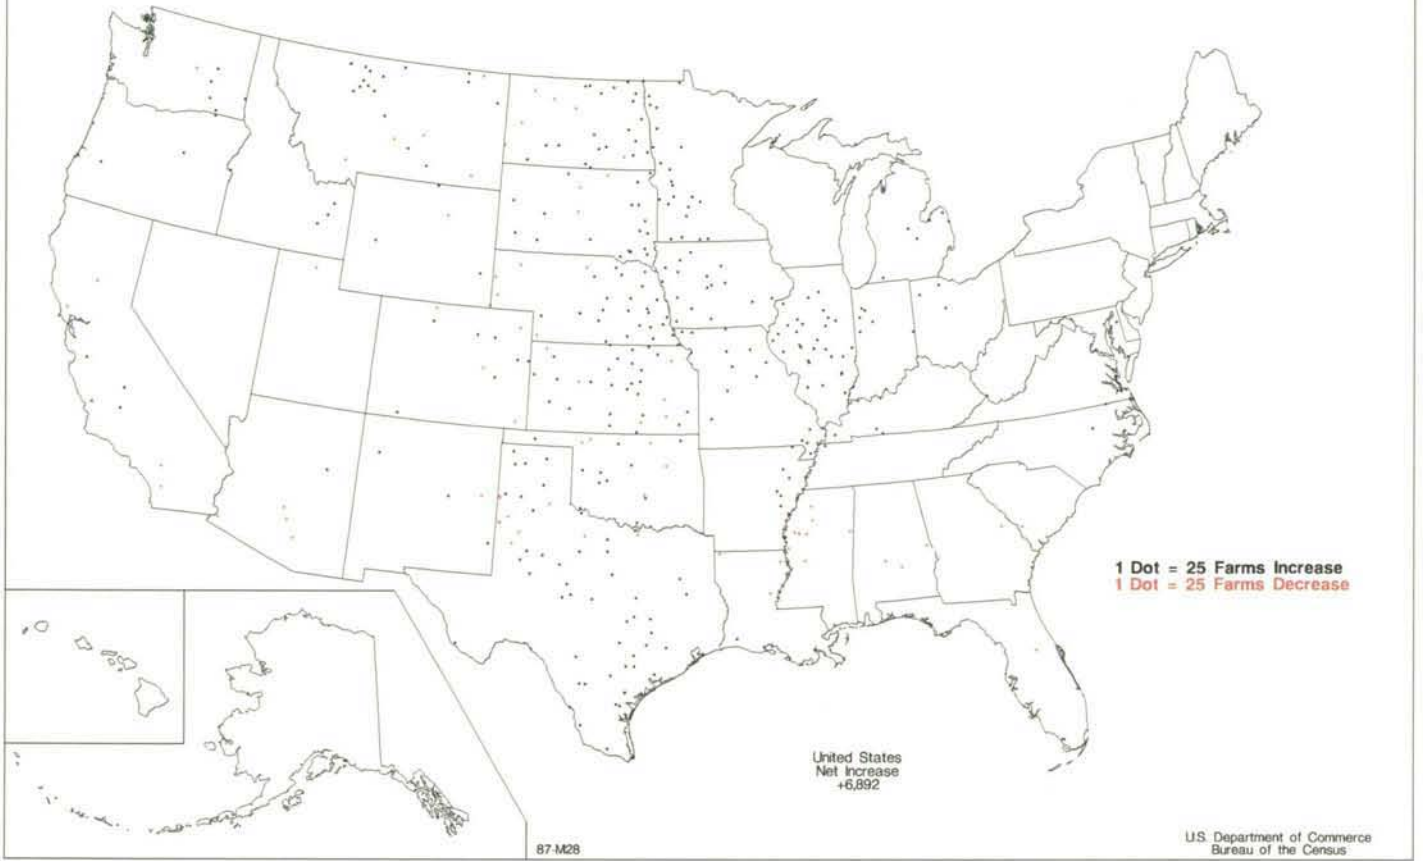 1 Dot = 25 Farms Increase
1 Dot = 25 Farms Decrease
United States
Net Increase
+6,892
87-M28
U.S. Department of Commerce
Bureau of the Census